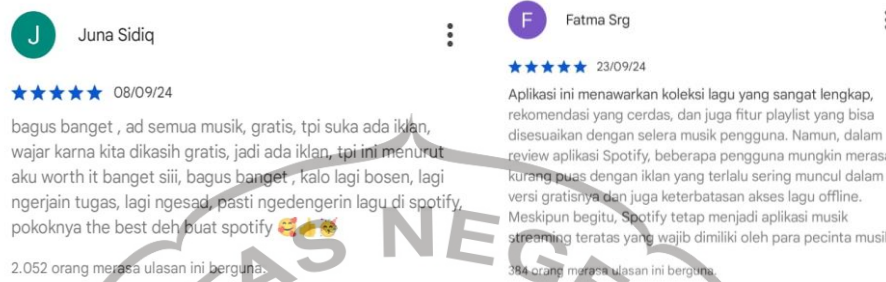 J
Juna Sidiq
08/09/24
bagus banget , ad semua musik, gratis, tpi suka ada iklan,
wajar karna kita dikasih gratis, jadi ada iklan, tpi ini menurut
aku worth it banget siii, bagus banget , kalo lagi bosen, lagi
ngerjain tugas, lagi ngesad, pasti ngedengerin lagu di spotify,
pokoknya the best deh buat spotify 🥰🫴🥳
2.052 orang merasa ulasan ini berguna.
F
Fatma Srg
23/09/24
Aplikasi ini menawarkan koleksi lagu yang sangat lengkap,
rekomendasi yang cerdas, dan juga fitur playlist yang bisa
disesuaikan dengan selera musik pengguna. Namun, dalam
review aplikasi Spotify, beberapa pengguna mungkin merasa
kurang puas dengan iklan yang terlalu sering muncul dalam
versi gratisnya dan juga keterbatasan akses lagu offline.
Meskipun begitu, Spotify tetap menjadi aplikasi musik
streaming teratas yang wajib dimiliki oleh para pecinta musik
384 orang merasa ulasan ini berguna.
AS NEG